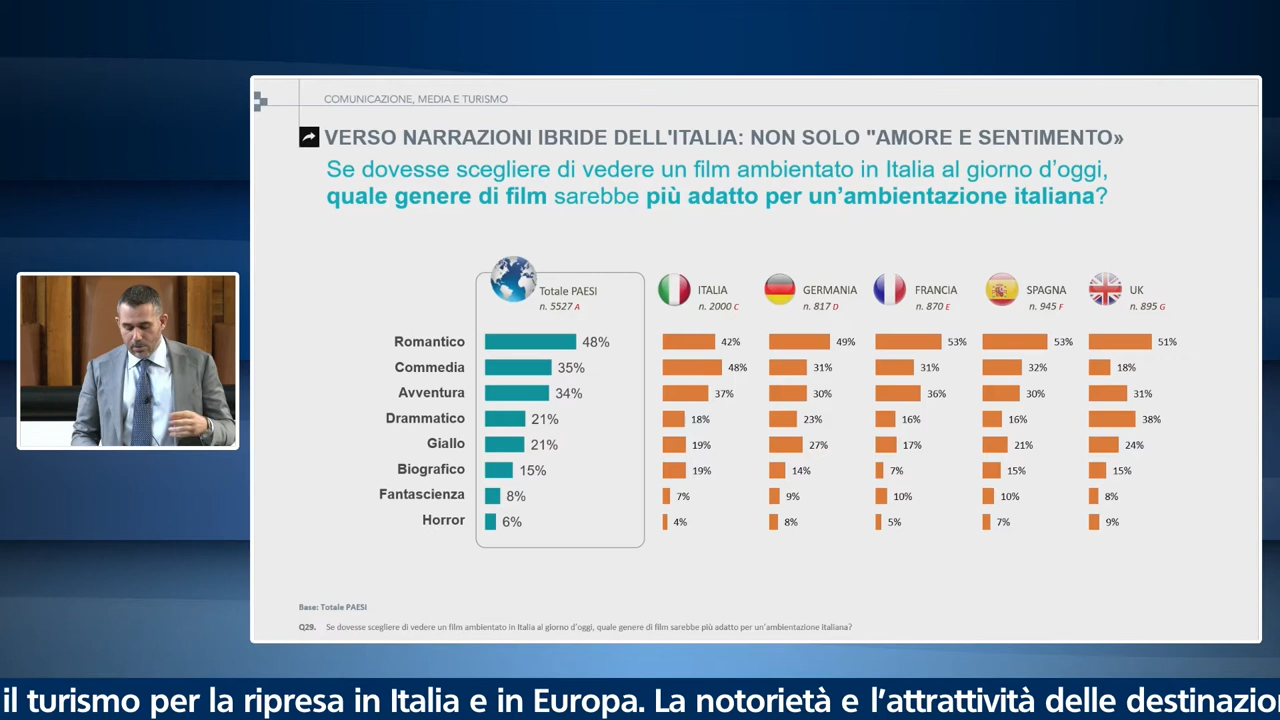 COMUNICAZIONE, MEDIA E TURISMO
VERSO NARRAZIONI IBRIDE DELL'ITALIA: NON SOLO "AMORE E SENTIMENTO»
Se dovesse scegliere di vedere un film ambientato in Italia al giorno d'oggi,
quale genere di film sarebbe più adatto per un'ambientazione italiana?
Totale PAESI ITALIA GERMANIA FRANCIA SPAGNA UK
n. 5527 A n. 2000 C n. 817 D n. 870 E n. 945 F n. 895 G
Romantico 48% 42% 49% 53% 53% 51%
Commedia 35% 48% 31% 31% 32% 18%
Avventura 34% 37% 30% 36% 30% 31%
Drammatico 21% 18% 23% 16% 16% 38%
Giallo 21% 19% 27% 17% 21% 24%
Biografico 15% 19% 14% 7% 15% 15%
Fantascienza 8% 7% 9% 10% 10% 8%
Horror 6% 4% 8% 5% 7% 9%
Base: Totale PAESI
Q29. Se dovesse scegliere di vedere un film ambientato in Italia al giorno d'oggi, quale genere di film sarebbe più adatto per un'ambientazione italiana?
il turismo per la ripresa in Italia e in Europa. La notorietà e l'attrattività delle destinazio